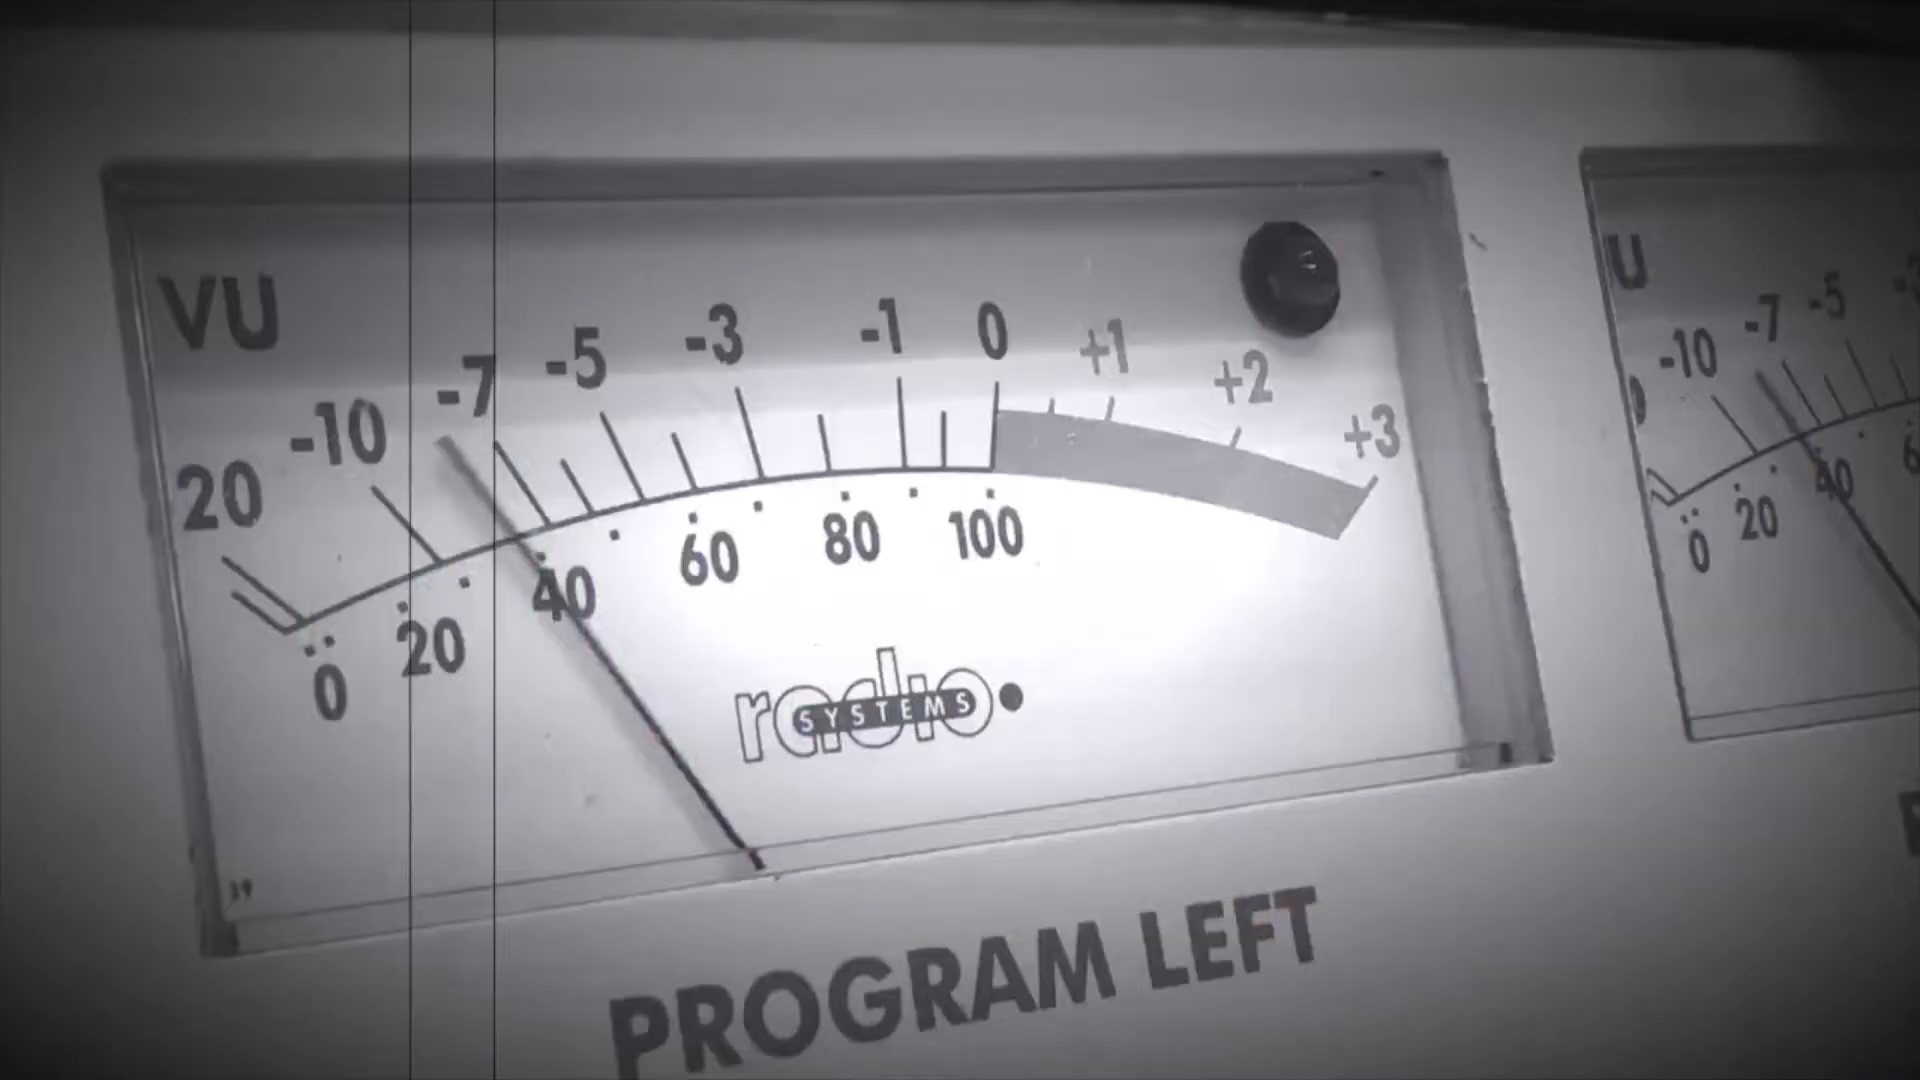 VU
20 -10 -7 -5 -3 -1 0 +1 +2 +3
0 20 40 60 80 100
radio
SYSTEMS
19
PROGRAM LEFT
U
-10 -7 -5
0 20 40